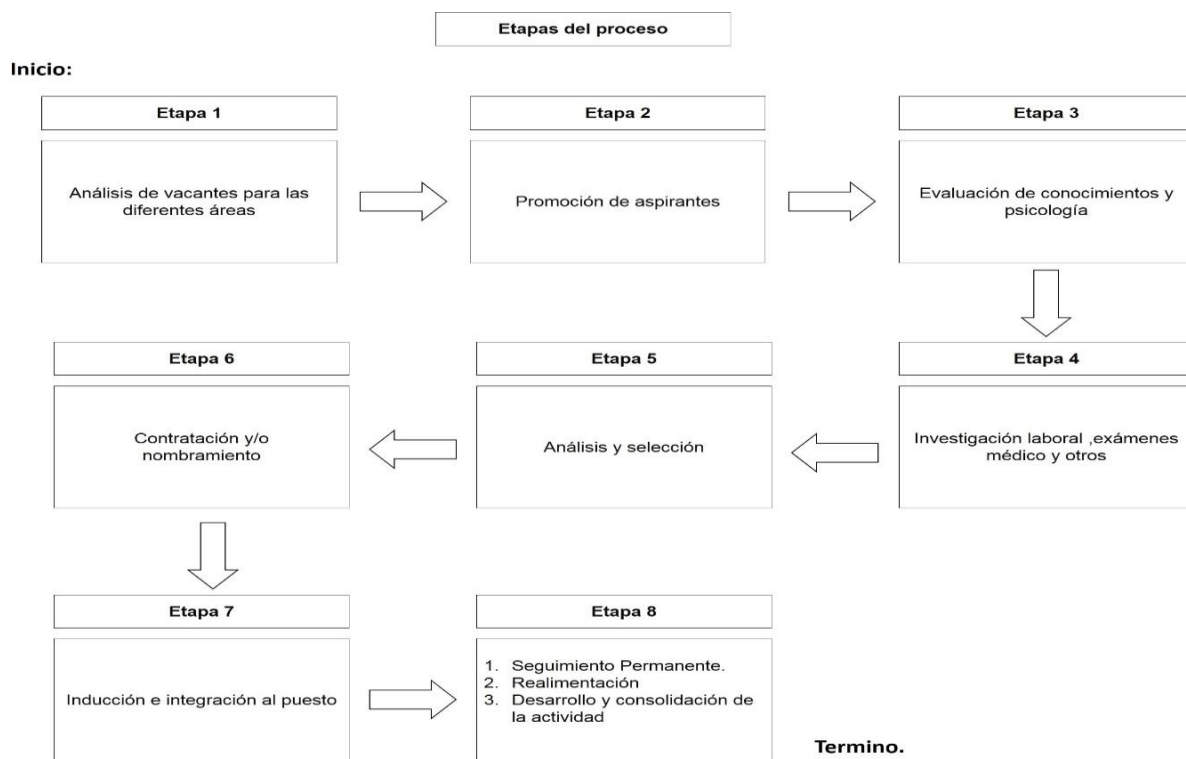 Etapas del proceso
Inicio:
Etapa 1
Análisis de vacantes para las
diferentes áreas
Etapa 2
Promoción de aspirantes
Etapa 3
Evaluación de conocimientos y
psicología
Etapa 4
Investigación laboral ,exámenes
médico y otros
Etapa 5
Análisis y selección
Etapa 6
Contratación y/o
nombramiento
Etapa 7
Inducción e integración al puesto
Etapa 8
1. Seguimiento Permanente.
2. Realimentación
3. Desarrollo y consolidación de
la actividad
Termino.